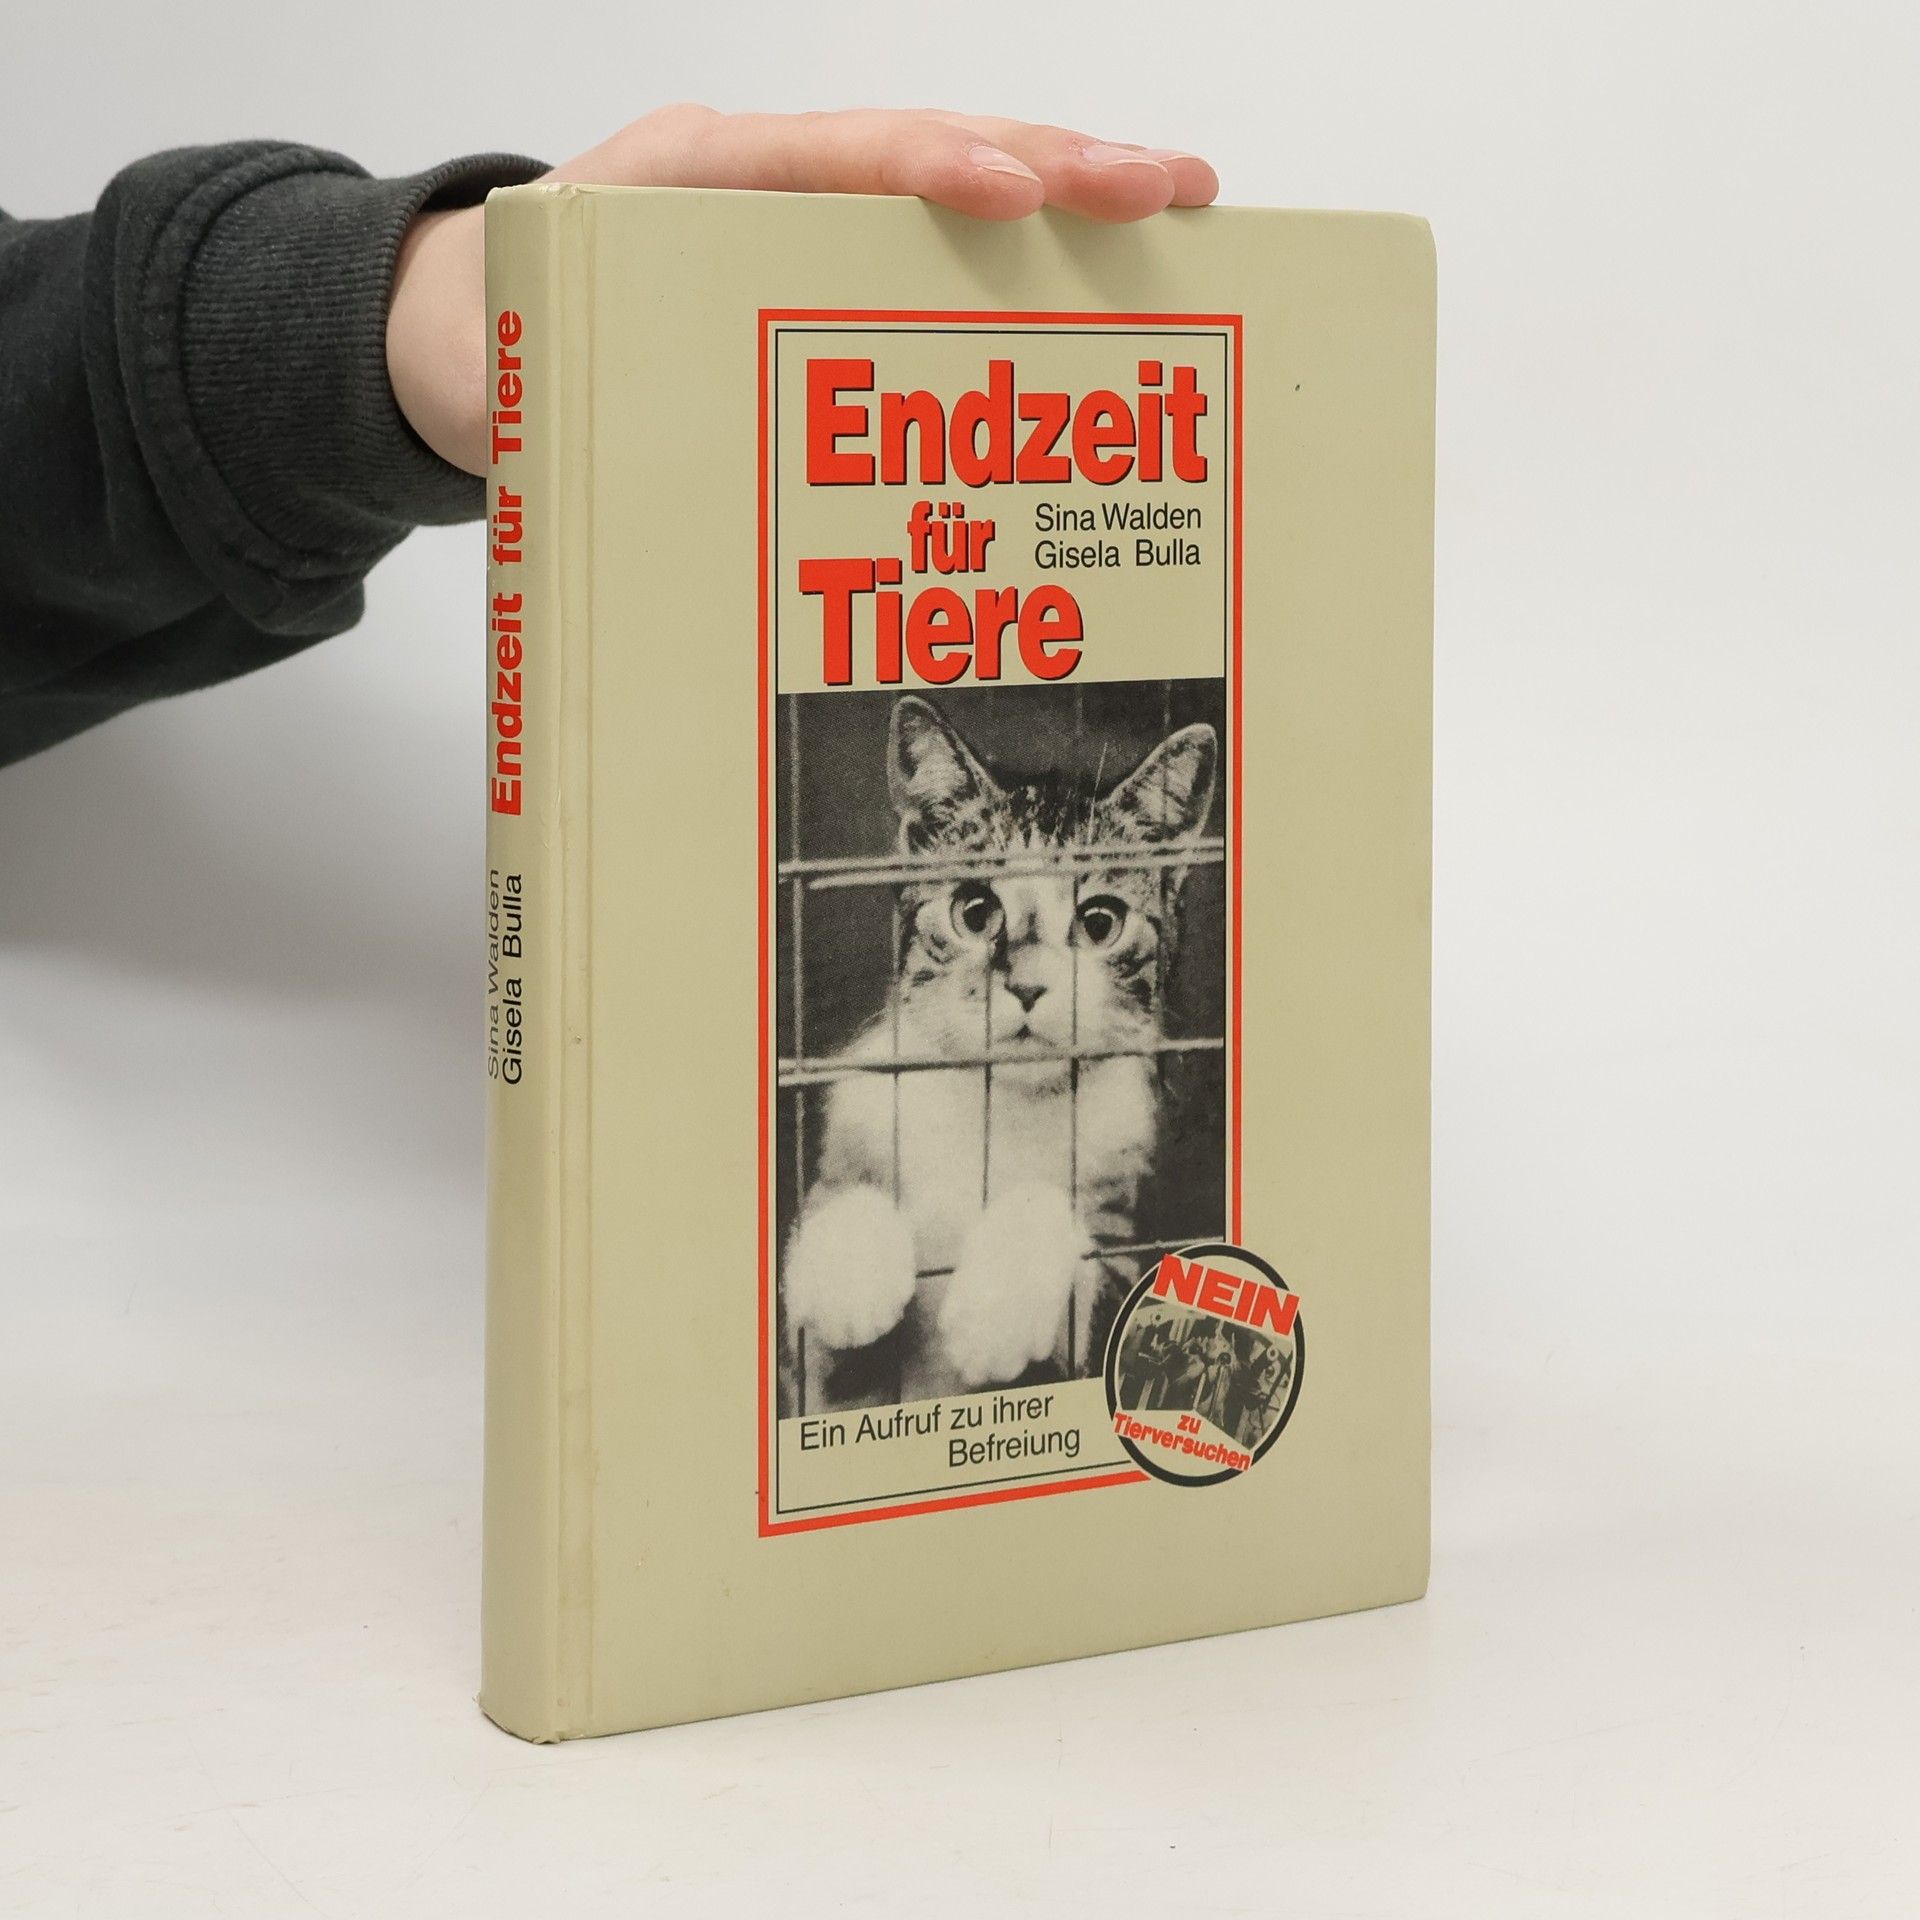 Endzeit
für
Tiere
Sina Walden
Gisela Bulla
Ein Aufruf zu ihrer
Befreiung
NEIN
zu
Tierversuchen
Sina Walden
Gisela Bulla
Endzeit für Tiere